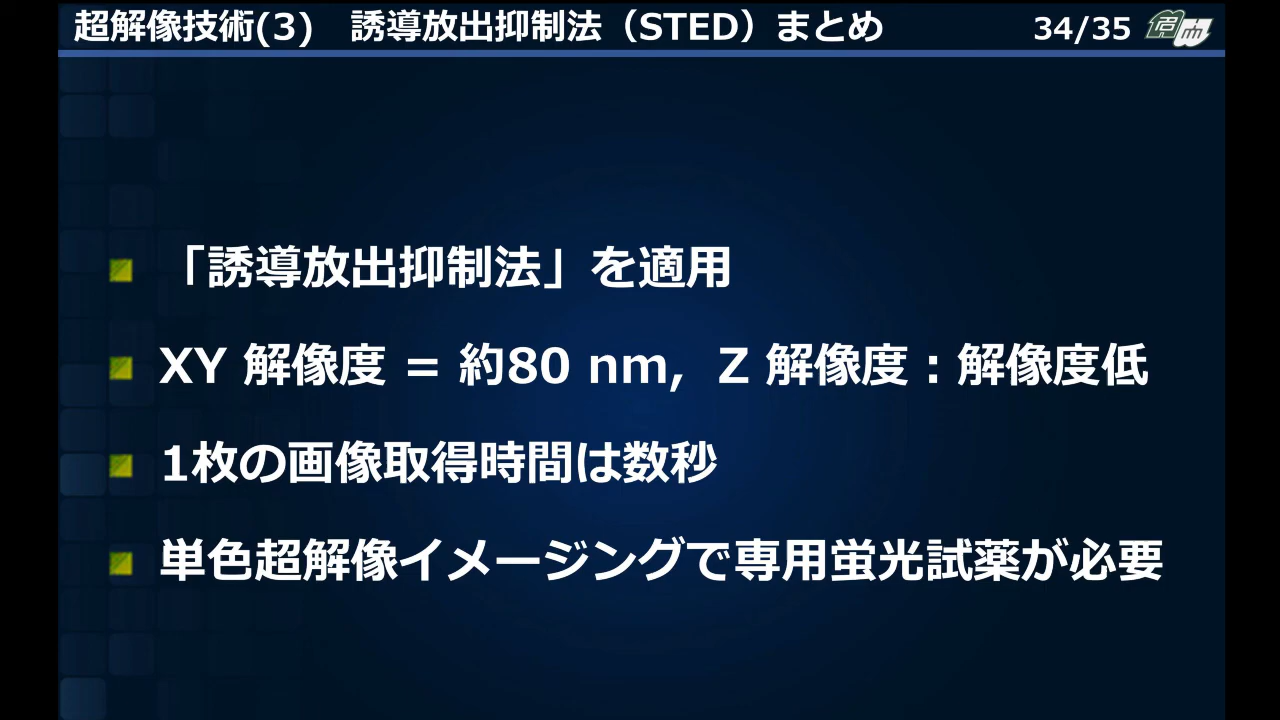 超解像技術(3) 誘導放出抑制法（STED）まとめ 34/35
「誘導放出抑制法」を適用
XY 解像度 = 約80 nm, Z 解像度：解像度低
1枚の画像取得時間は数秒
単色超解像イメージングで専用蛍光試薬が必要